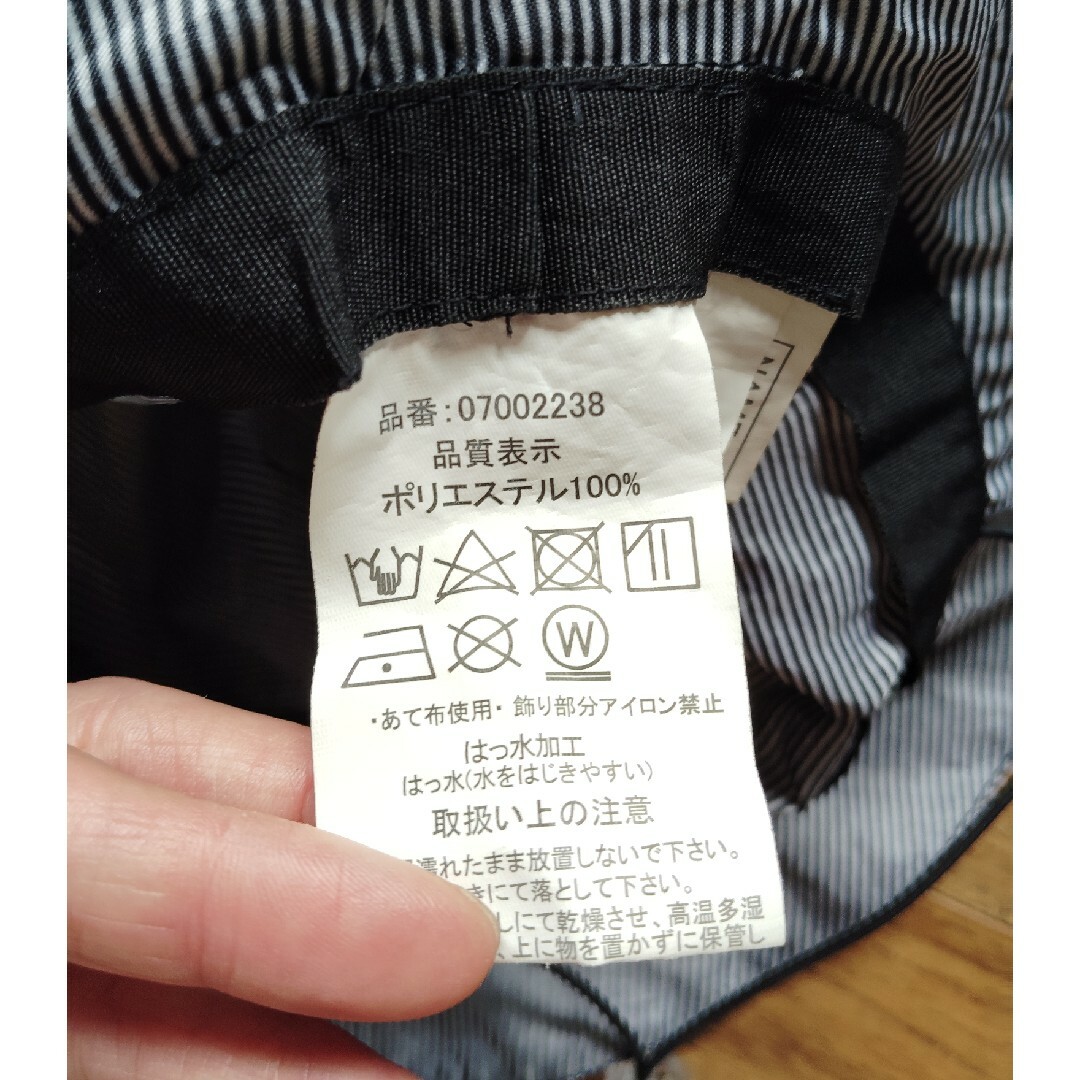 品番:07002238
品質表示
ポリエステル100%
W
・あて布使用・飾り部分アイロン禁止
はっ水加工
はっ水(水をはじきやすい)
取扱い上の注意
濡れたまま放置しないで下さい。
きにて落として下さい。
しにて乾燥させ、高温多湿
、上に物を置かずに保管し